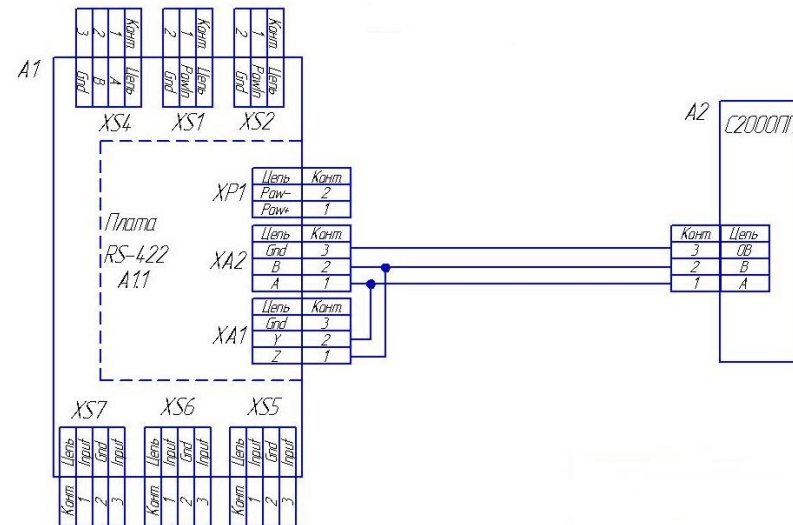 A1
Конт. Цепь
1 A
2 B
3 Gnd
XS4
Конт. Цепь
1 PowIn
2 Gnd
XS1
Конт. Цепь
1 PowIn
2 Gnd
XS2
A2
С2000ПП
Плата
RS-422
A1.1
XP1
Цепь Конт.
Pow- 2
Pow+ 1
XA2
Цепь Конт.
Gnd 3
B 2
A 1
XA1
Цепь Конт.
Gnd 3
Y 2
Z 1
Конт. Цепь
3 0В
2 B
1 A
XS7
Конт. Цепь
1 Input
2 Gnd
3 Input
XS6
Конт. Цепь
1 Input
2 Gnd
3 Input
XS5
Конт. Цепь
1 Input
2 Gnd
3 Input